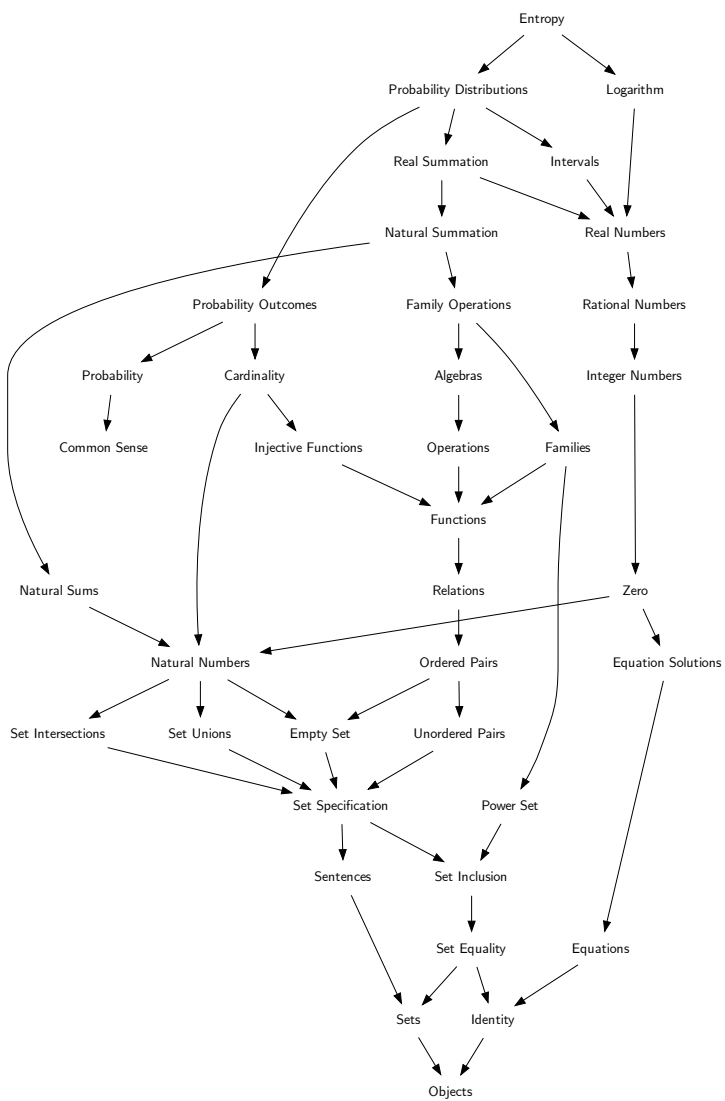 Entropy
Probability Distributions
Logarithm
Real Summation
Intervals
Natural Summation
Real Numbers
Probability Outcomes
Family Operations
Rational Numbers
Probability
Cardinality
Algebras
Integer Numbers
Common Sense
Injective Functions
Operations
Families
Functions
Natural Sums
Relations
Zero
Natural Numbers
Ordered Pairs
Equation Solutions
Set Intersections
Set Unions
Empty Set
Unordered Pairs
Set Specification
Power Set
Sentences
Set Inclusion
Set Equality
Equations
Sets
Identity
Objects